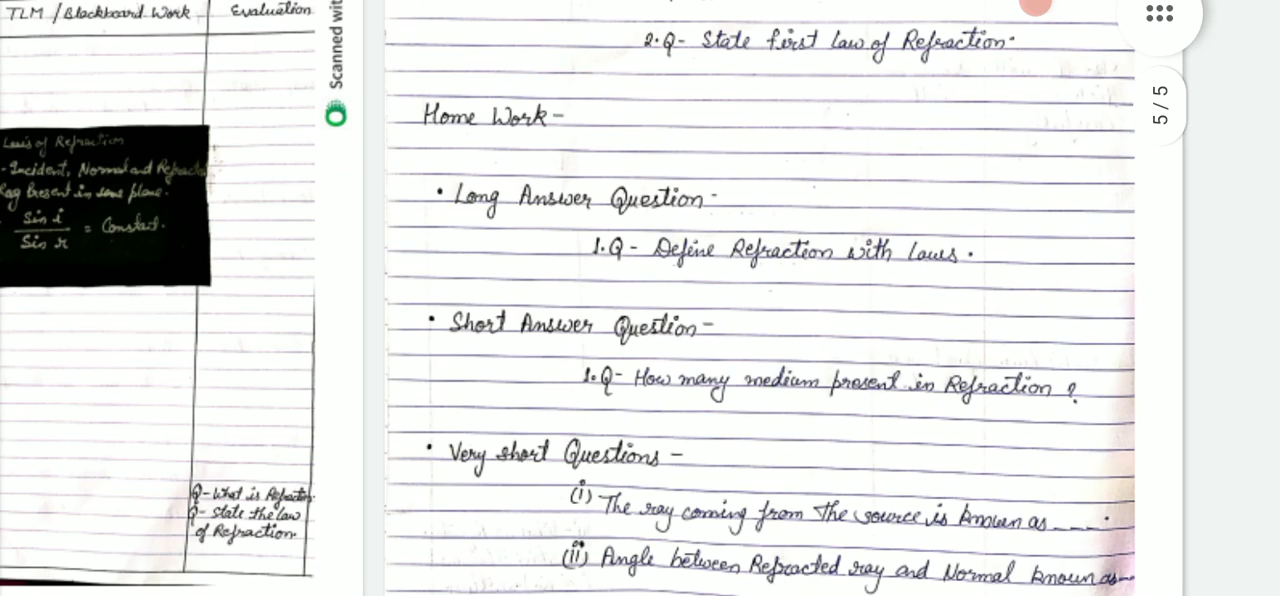 TLM / Blackboard Work
Evaluation
Laws of Refraction
- Incident, Normal and Refracted
Ray Present in same plane.
Sin i
Sin r
= Constant.
Q- What is Refraction
Q- state the law
of Refraction
Scanned wit
2.Q- State first law of Refraction.
Home Work -
• Long Answer Question -
1.Q- Define Refraction with laws.
• Short Answer Question -
1.Q- How many medium present in Refraction ?
• Very short Questions -
(i) The ray coming from the source is known as ---- .
(ii) Angle between Refracted ray and Normal known as --
5 / 5